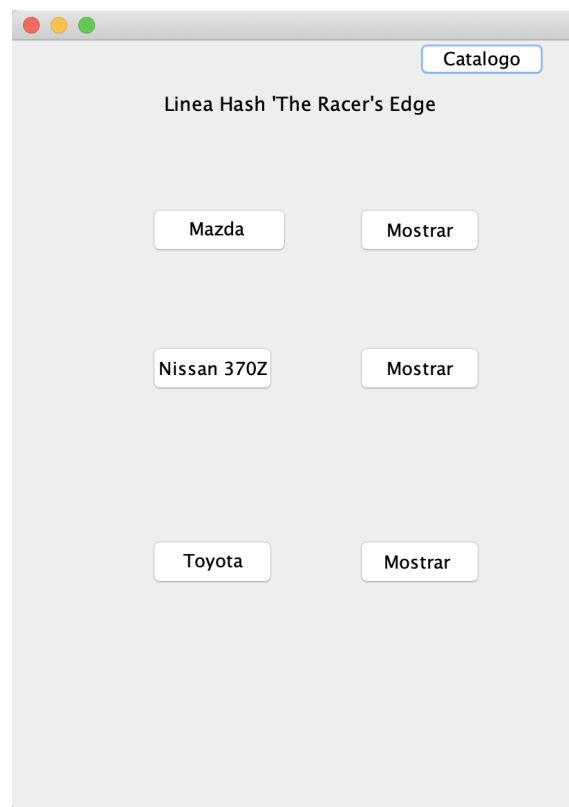 Catalogo
Linea Hash 'The Racer's Edge
Mazda Mostrar
Nissan 370Z Mostrar
Toyota Mostrar